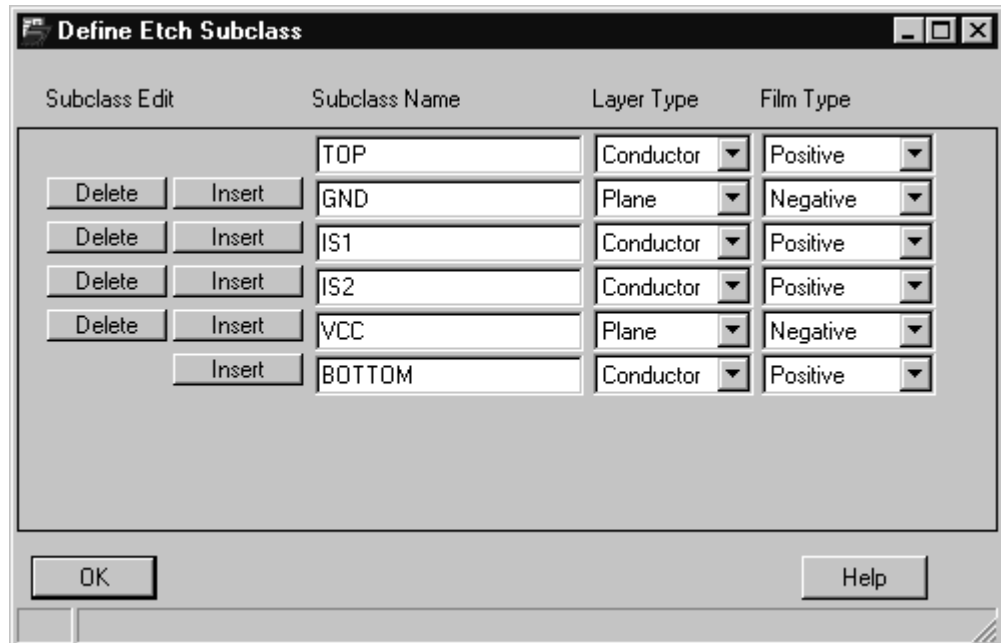 Define Etch Subclass
Subclass Edit Subclass Name Layer Type Film Type
TOP Conductor Positive
Delete Insert GND Plane Negative
Delete Insert IS1 Conductor Positive
Delete Insert IS2 Conductor Positive
Delete Insert VCC Plane Negative
Insert BOTTOM Conductor Positive
OK Help